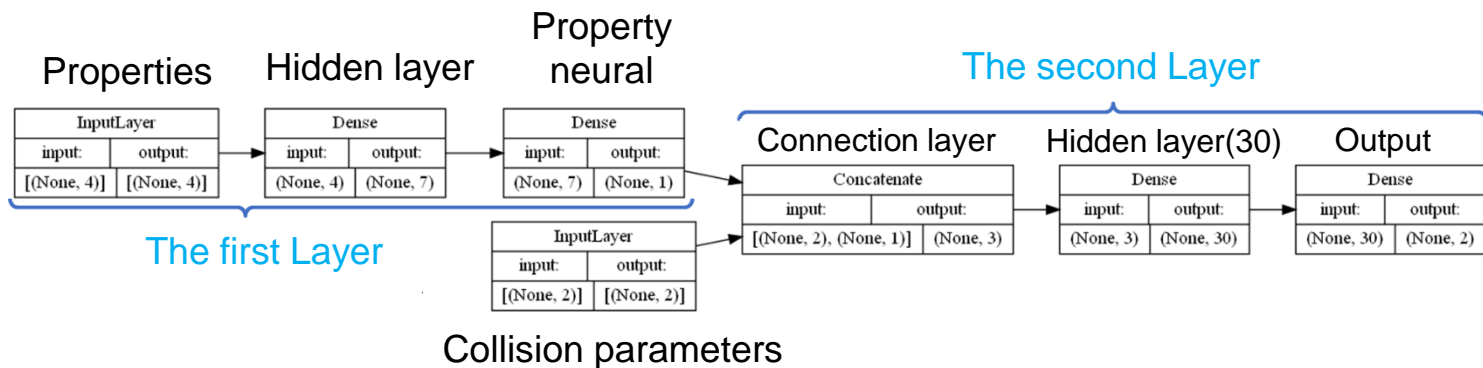 Properties
Hidden layer
Property
neural
The second Layer
InputLayer
input: output:
[(None, 4)] [(None, 4)]
Dense
input: output:
(None, 4) (None, 7)
Dense
input: output:
(None, 7) (None, 1)
The first Layer
InputLayer
input: output:
[(None, 2)] [(None, 2)]
Collision parameters
Connection layer
Concatenate
input: output:
[(None, 2), (None, 1)] (None, 3)
Hidden layer(30)
Dense
input: output:
(None, 3) (None, 30)
Output
Dense
input: output:
(None, 30) (None, 2)